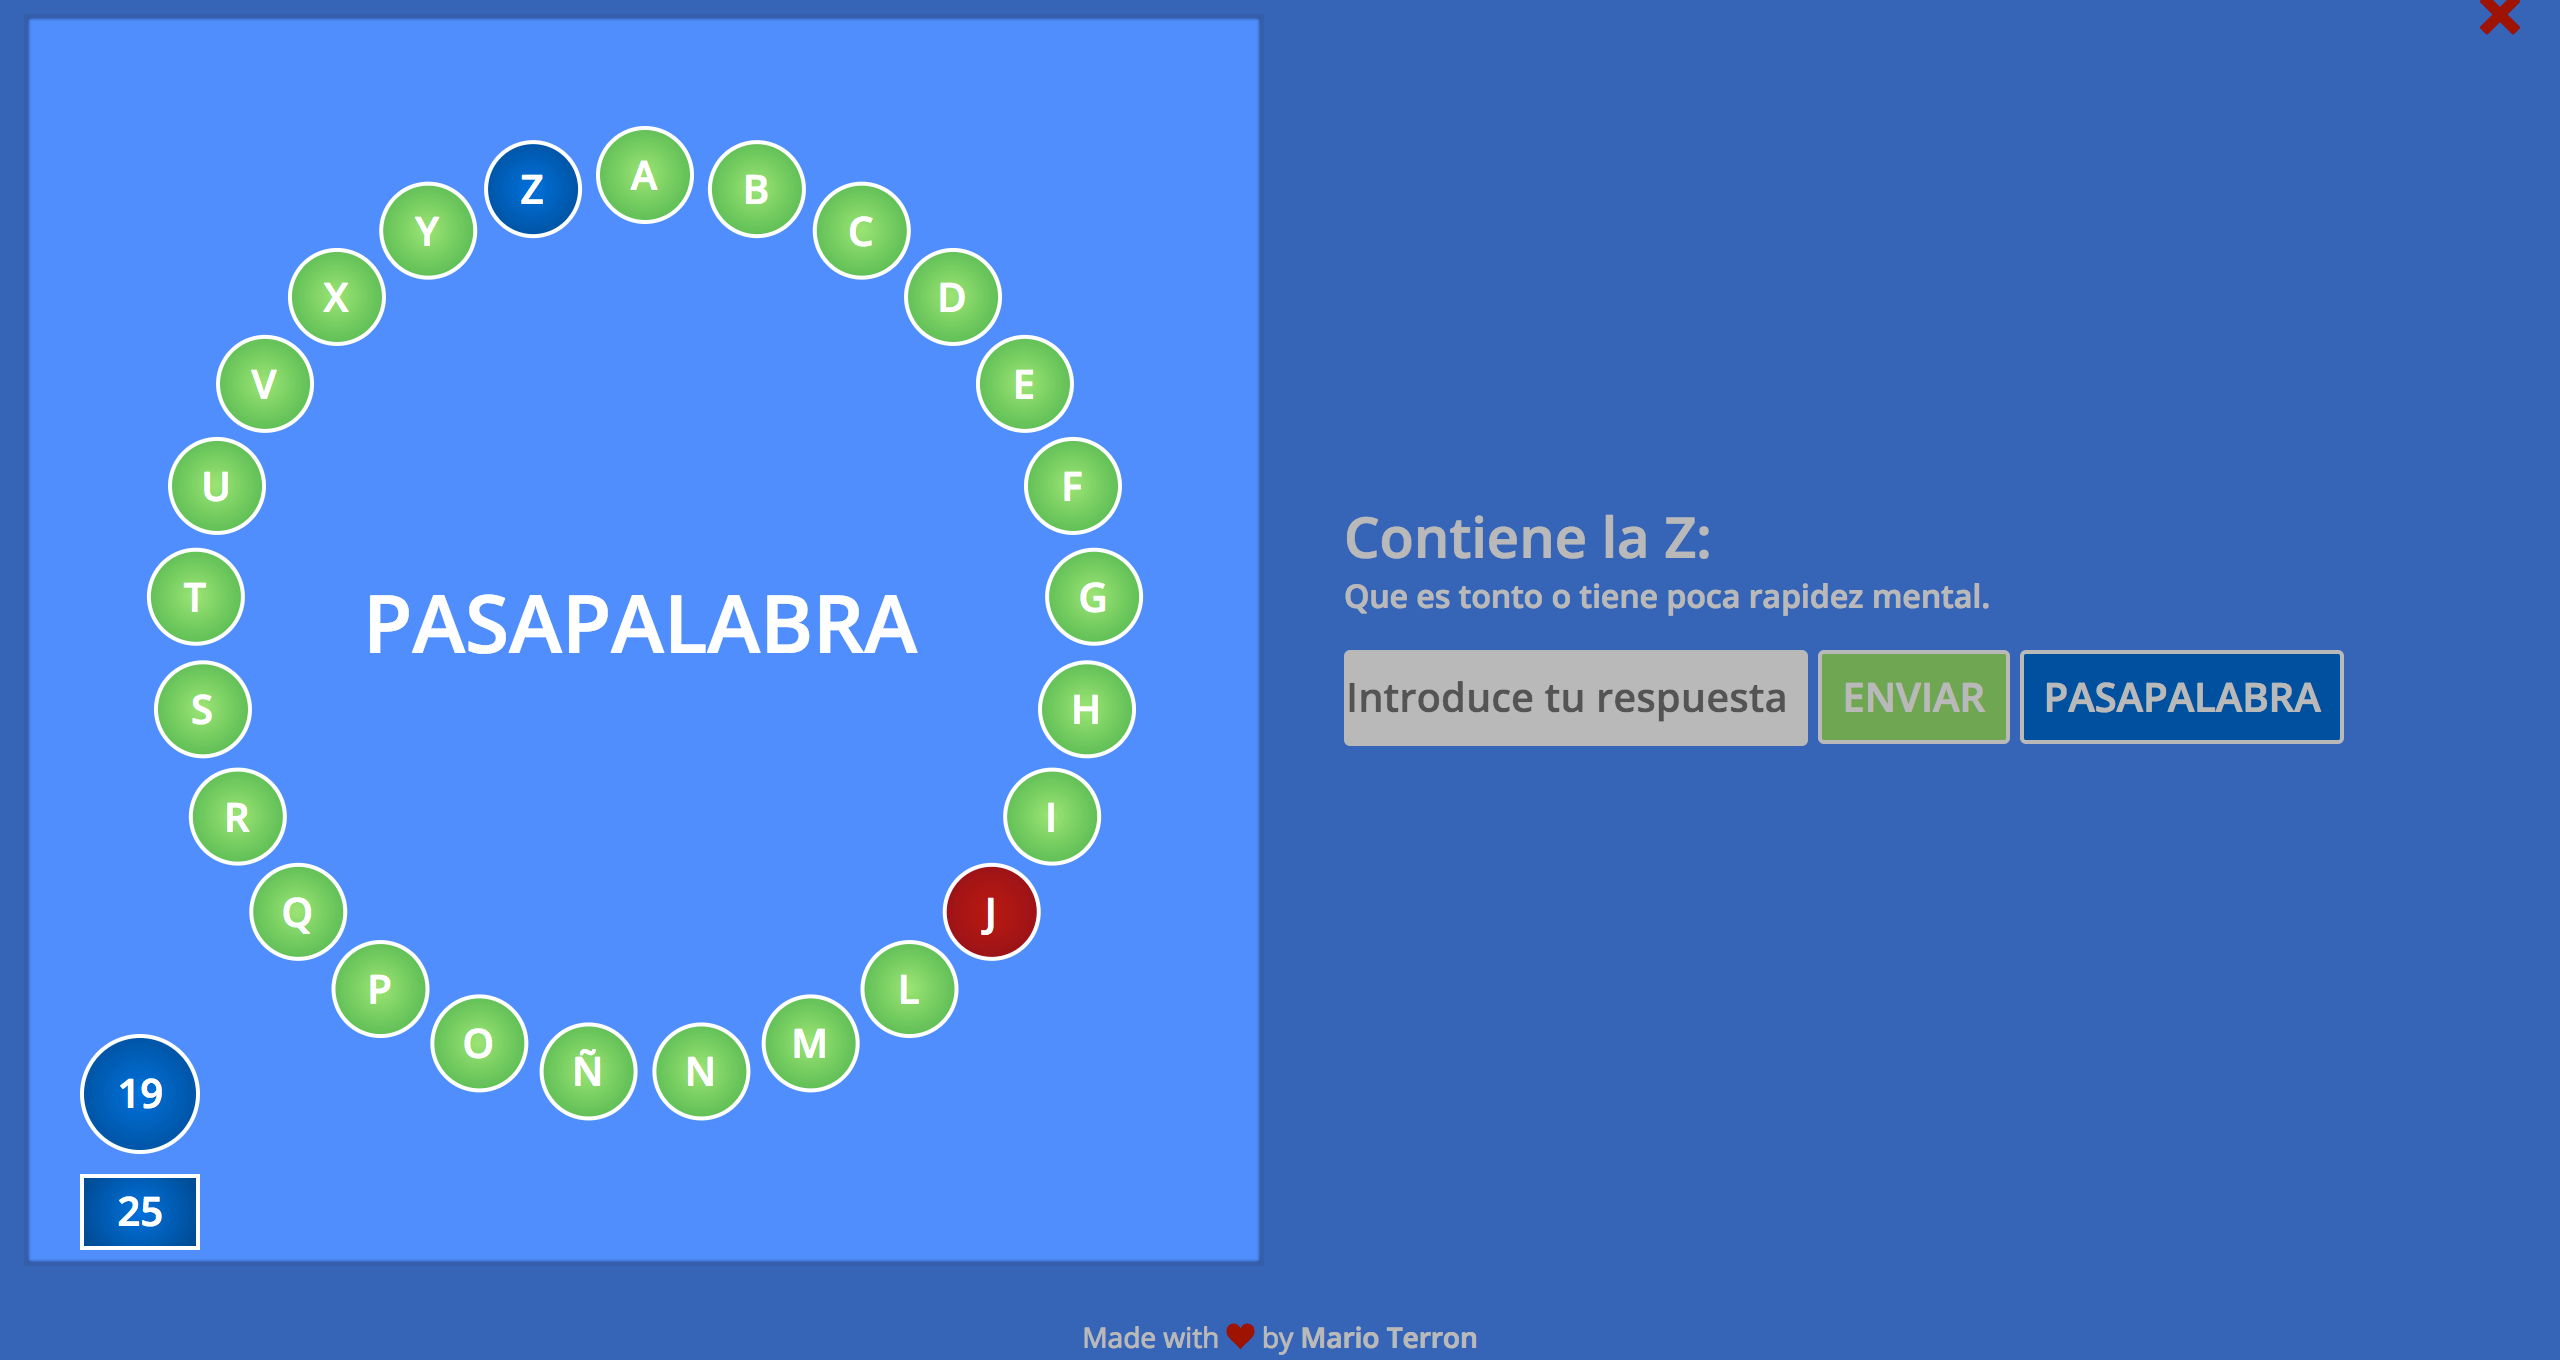 A
B
C
D
E
F
G
H
I
J
L
M
N
Ñ
O
P
Q
R
S
T
U
V
X
Y
Z
PASAPALABRA
19
25
Contiene la Z:
Que es tonto o tiene poca rapidez mental.
Introduce tu respuesta
ENVIAR
PASAPALABRA
Made with ❤ by Mario Terron